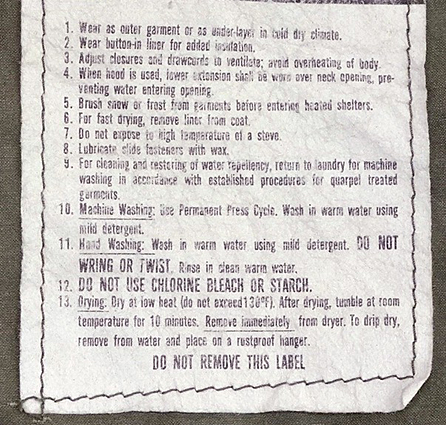 1. Wear as outer garment or as under-layer in cold dry climate.
2. Wear button-in liner for added insulation.
3. Adjust closures and drawcords to ventilate; avoid overheating of body.
4. When hood is used, lower extension shall be worn over neck opening, pre-
venting water entering opening.
5. Brush snow or frost from garments before entering heated shelters.
6. For fast drying, remove liner from coat.
7. Do not expose to high temperature of a stove.
8. Lubricate slide fasteners with wax.
9. For cleaning and restoring of water repellency, return to laundry for machine
washing in accordance with established procedures for quarpel treated
garments.
10. Machine Washing: Use Permanent Press Cycle. Wash in warm water using
mild detergent.
11. Hand Washing: Wash in warm water using mild detergent. DO NOT
WRING OR TWIST. Rinse in clean warm water.
12. DO NOT USE CHLORINE BLEACH OR STARCH.
13. Drying: Dry at low heat (do not exceed 130°F). After drying, tumble at room
temperature for 10 minutes. Remove immediately from dryer. To drip dry,
remove from water and place on a rustproof hanger.
DO NOT REMOVE THIS LABEL